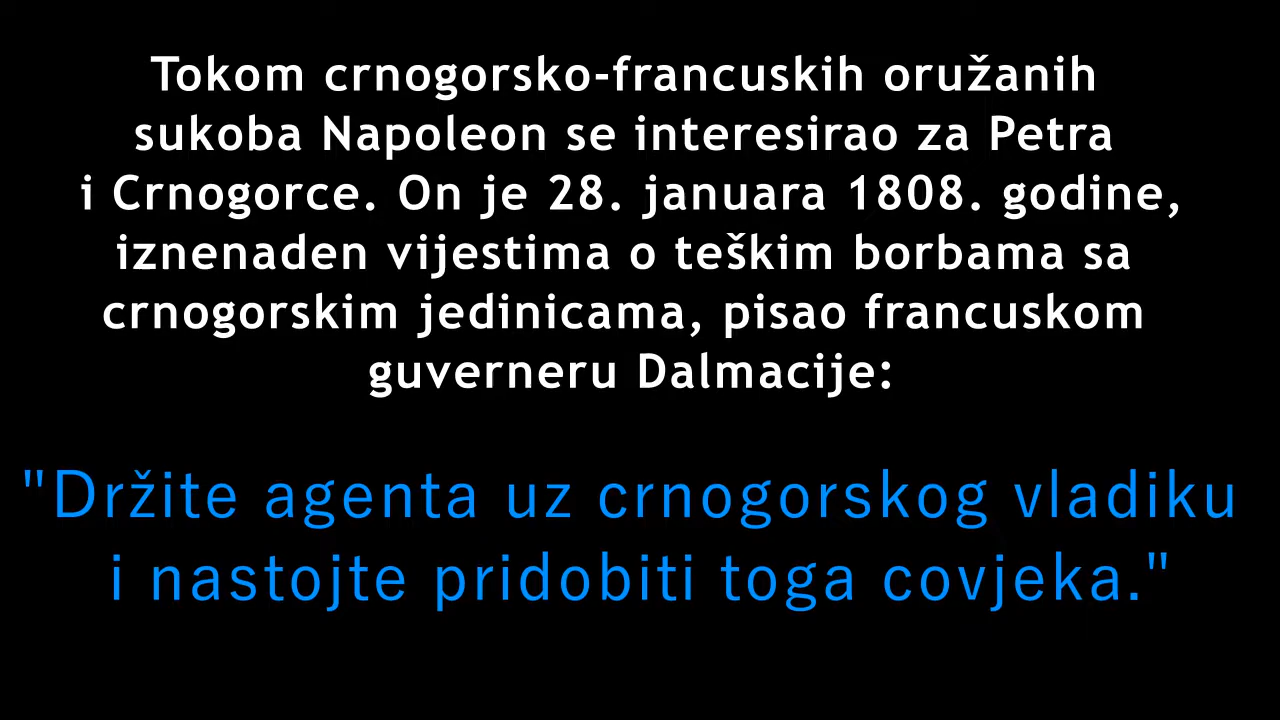 Tokom crnogorsko-francuskih oružanih
sukoba Napoleon se interesirao za Petra
i Crnogorce. On je 28. januara 1808. godine,
iznenaden vijestima o teškim borbama sa
crnogorskim jedinicama, pisao francuskom
guverneru Dalmacije:
"Držite agenta uz crnogorskog vladiku
i nastojte pridobiti toga covjeka."